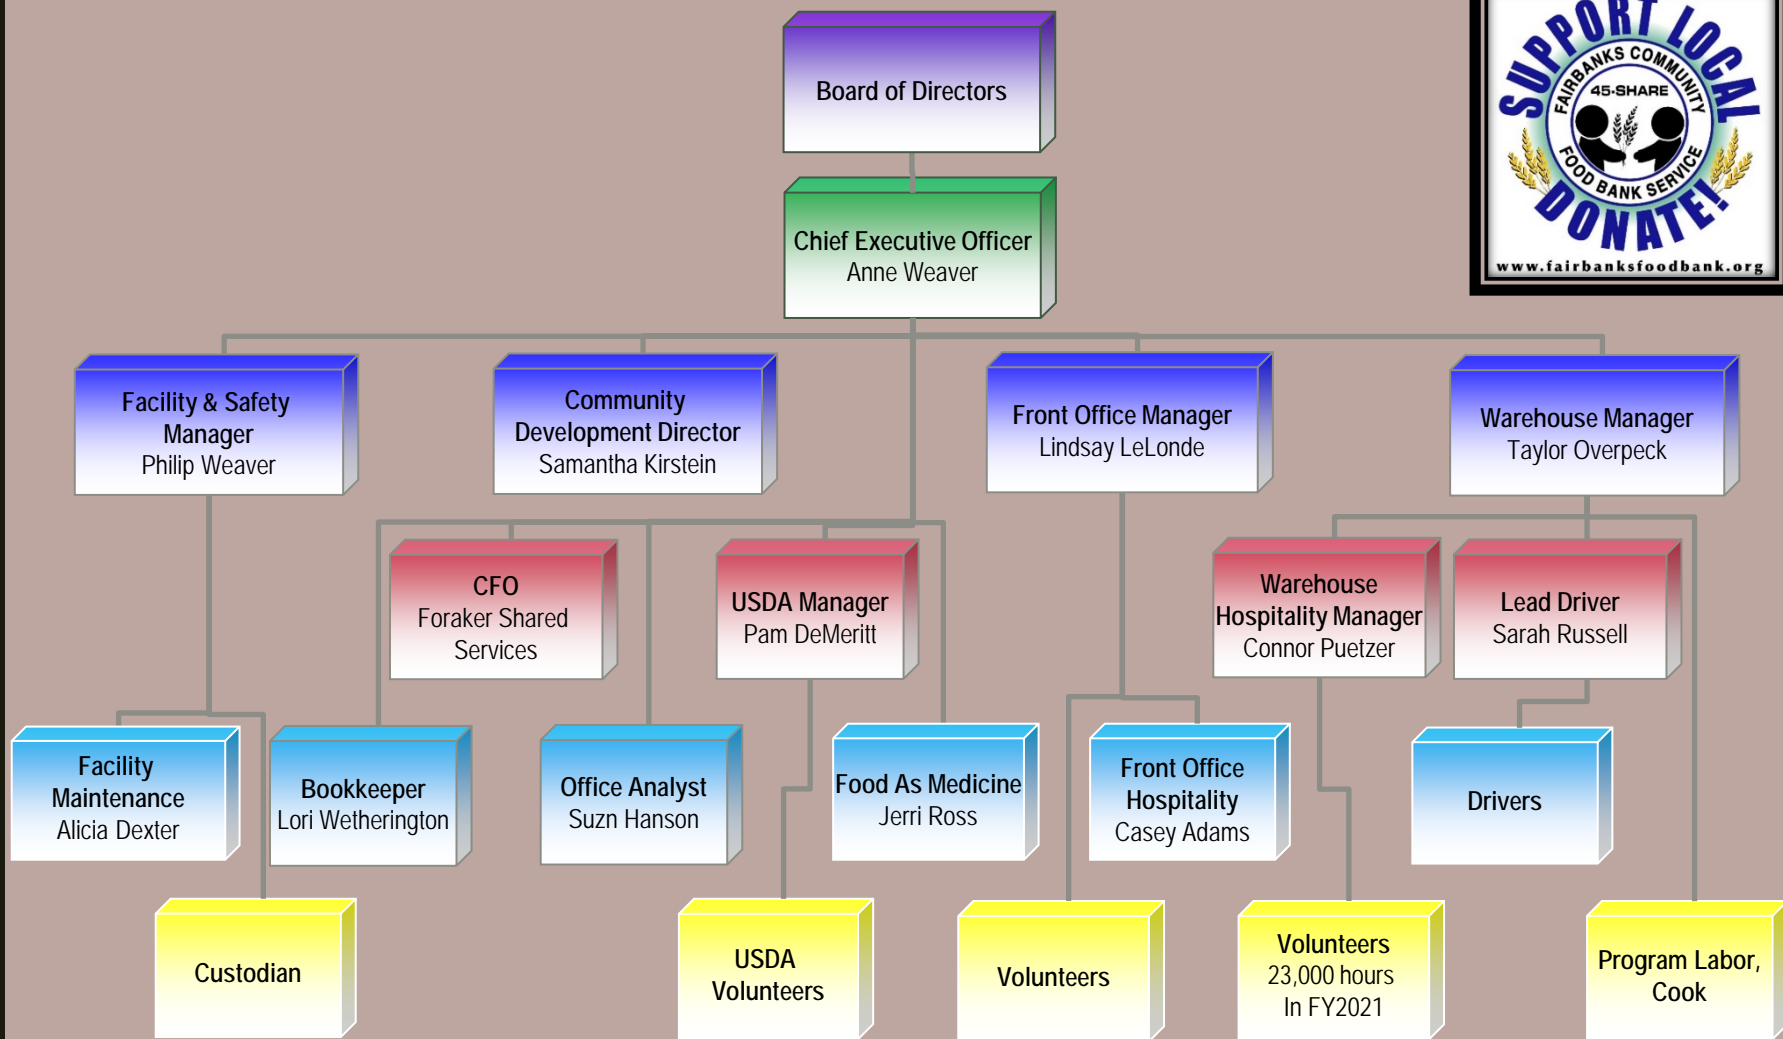 Board of Directors
SUPPORT LOCAL
FAIRBANKS COMMUNITY
45-SHARE
FOOD BANK SERVICE
DONATE!
www.fairbanksfoodbank.org
Chief Executive Officer
Anne Weaver
Facility & Safety
Manager
Philip Weaver
Community
Development Director
Samantha Kirstein
Front Office Manager
Lindsay LeLonde
Warehouse Manager
Taylor Overpeck
CFO
Foraker Shared
Services
USDA Manager
Pam DeMeritt
Warehouse
Hospitality Manager
Connor Puetzer
Lead Driver
Sarah Russell
Facility
Maintenance
Alicia Dexter
Bookkeeper
Lori Wetherington
Office Analyst
Suzn Hanson
Food As Medicine
Jerri Ross
Front Office
Hospitality
Casey Adams
Drivers
Custodian
USDA
Volunteers
Volunteers
Volunteers
23,000 hours
In FY2021
Program Labor,
Cook